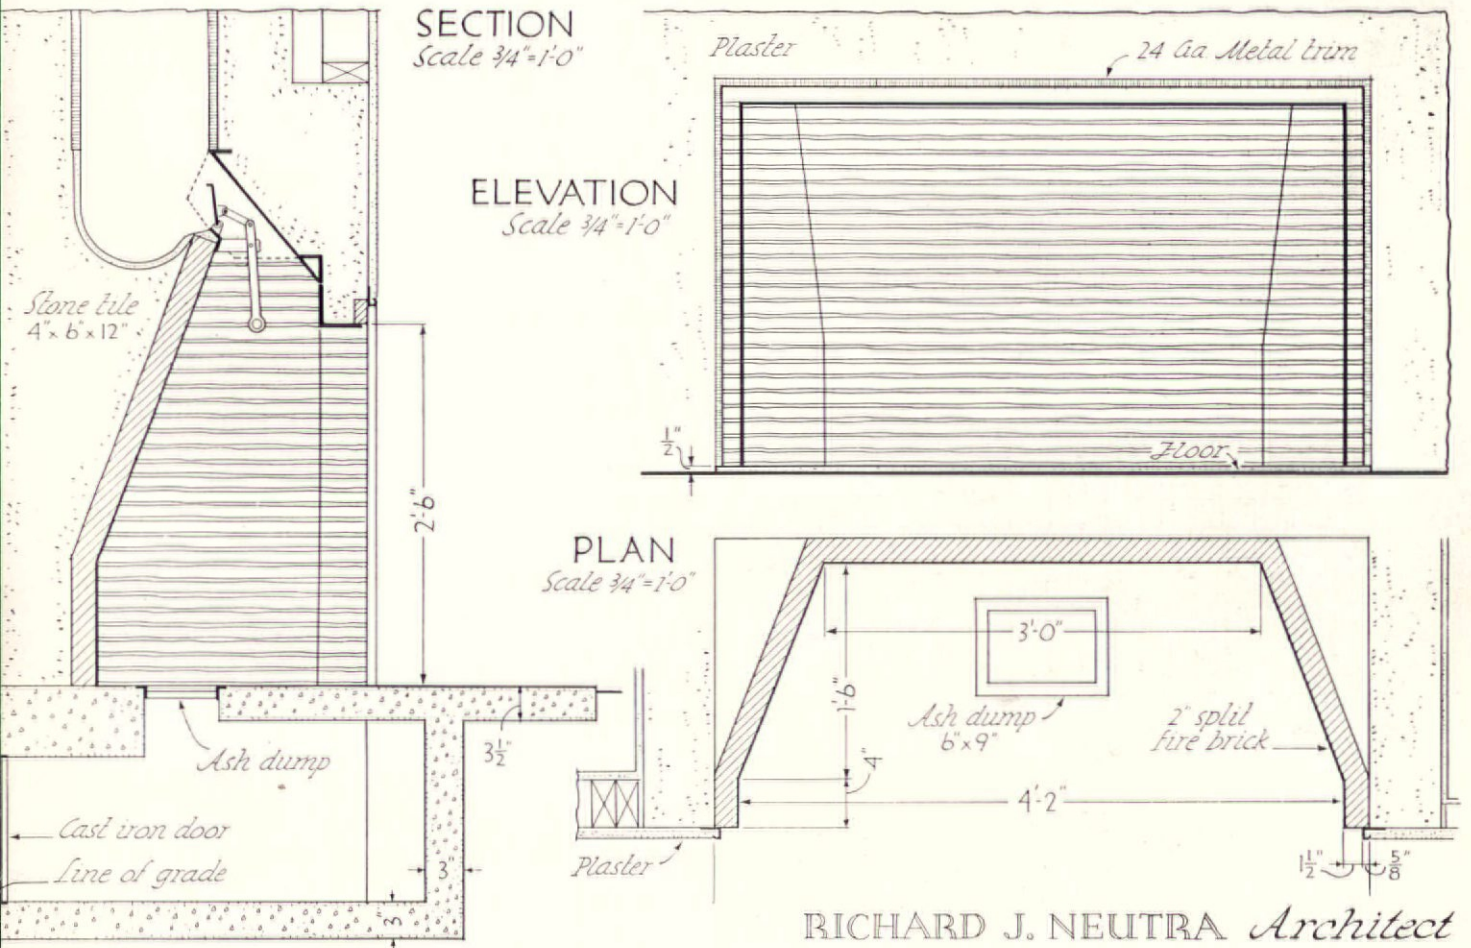 SECTION
Scale 3/4"=1'-0"
Plaster
24 Ga Metal trim
ELEVATION
Scale 3/4"=1'-0"
Stone tile
4"x 6"x 12"
2'-6"
1/2"
Floor
PLAN
Scale 3/4"=1'-0"
3'-0"
1'-6"
Ash dump
6"x 9"
2" split
fire brick
4"
4'-2"
3 1/2"
Ash dump
Cast iron door
Line of grade
3"
3"
Plaster
1 1/2"
5/8"
RICHARD J. NEUTRA Architect